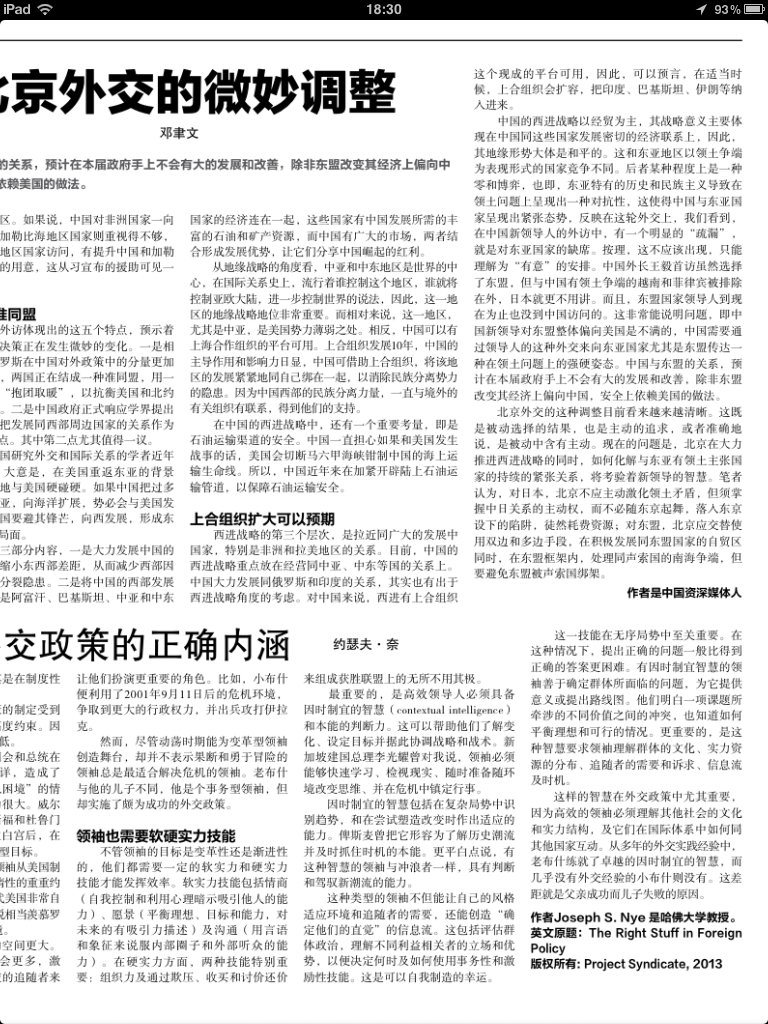 iPad
18:30
93%
北京外交的微妙调整
邓聿文
的关系，预计在本届政府手上不会有大的发展和改善，除非东盟改变其经济上偏向中
依赖美国的做法。
区。如果说，中国对非洲国家一向
加勒比海地区国家则重视得不够，
地区国家访问，有提升中国和加勒
的用意，这从习宣布的援助可见一
准同盟
外访体现出的这五个特点，预示着
决策正在发生微妙的变化。一是相
罗斯在中国对外政策中的分量更加
，两国正在结成一种准同盟，用一
“抱团取暖”，以抗衡美国和北约
。二是中国政府正式响应学界提出
把发展同西部周边国家的关系作为
点。其中第二点尤其值得一议。
国研究外交和国际关系的学者近年
大意是，在美国重返东亚的背景
地与美国硬碰硬。如果中国把过多
亚，向海洋扩展，势必会与美国发
国要避其锋芒，向西发展，形成东
局面。
三部分内容，一是大力发展中国的
缩小东西部差距，从而减少西部因
分裂隐患。二是将中国的西部发展
是阿富汗、巴基斯坦、中亚和中东
国家的经济连在一起，这些国家有中国发展所需的丰
富的石油和矿产资源，而中国有广大的市场，两者结
合形成发展优势，让它们分享中国崛起的红利。
从地缘战略的角度看，中亚和中东地区是世界的中
心，在国际关系史上，流行着谁控制这个地区，谁就将
控制亚欧大陆，进一步控制世界的说法，因此，这一地
区的地缘战略地位非常重要。而相对来说，这一地区，
尤其是中亚，是美国势力薄弱之处。相反，中国可以有
上海合作组织的平台可用。上合组织发展10年，中国的
主导作用和影响力日显，中国可借助上合组织，将该地
区的发展紧紧地同自己绑在一起，以消除民族分离势力
的隐患。因为中国西部的民族分离力量，一直与境外的
有关组织有联系，得到他们的支持。
在中国的西进战略中，还有一个重要考量，即是
石油运输渠道的安全。中国一直担心如果和美国发生
战事的话，美国会切断马六甲海峡钳制中国的海上运
输生命线。所以，中国近年来在加紧开辟陆上石油运
输管道，以保障石油运输安全。
上合组织扩大可以预期
西进战略的第三个层次，是拉近同广大的发展中
国家，特别是非洲和拉美地区的关系。目前，中国的
西进战略重点放在经营同中亚、中东等国的关系上。
中国大力发展同俄罗斯和印度的关系，其实也有出于
西进战略角度的考虑。对中国来说，西进有上合组织
这个现成的平台可用，因此，可以预言，在适当时
候，上合组织会扩容，把印度、巴基斯坦、伊朗等纳
入进来。
中国的西进战略以经贸为主，其战略意义主要体
现在中国同这些国家发展密切的经济联系上，因此，
其地缘形势大体是和平的。这和东亚地区以领土争端
为表现形式的国家竞争不同。后者某种程度上是一种
零和博弈，也即，东亚特有的历史和民族主义导致在
领土问题上呈现出一种对抗性，这使得中国与东亚国
家呈现出紧张态势，反映在这轮外交上，我们看到，
在中国新领导人的外访中，有一个明显的“疏漏”，
就是对东亚国家的缺席。按理，这不应该出现，只能
理解为“有意”的安排。中国外长王毅首访虽然选择
了东盟，但与中国有领土争端的越南和菲律宾被排除
在外，日本就更不用讲。而且，东盟国家领导人到现
在为止也没到中国访问的。这非常能说明问题，即中
国新领导对东盟整体偏向美国是不满的，中国需要通
过领导人的这种外交来向东亚国家尤其是东盟传达一
种在领土问题上的强硬姿态。中国与东盟的关系，预
计在本届政府手上不会有大的发展和改善，除非东盟
改变其经济上偏向中国，安全上依赖美国的做法。
北京外交的这种调整目前看来越来越清晰。这既
是被动选择的结果，也是主动的追求，或者准确地
说，是被动中含有主动。现在的问题是，北京在大力
推进西进战略的同时，如何化解与东亚有领土主张国
家的持续的紧张关系，将考验着新领导的智慧。笔者
认为，对日本，北京不应主动激化领土矛盾，但须掌
握中日关系的主动权，而不必随东京起舞，落入东京
设下的陷阱，徒然耗费资源；对东盟，北京应交替使
用双边和多边手段，在积极发展同东盟国家的自贸区
同时，在东盟框架内，处理同声索国的南海争端，但
要避免东盟被声索国绑架。
作者是中国资深媒体人
交政策的正确内涵
约瑟夫·奈
是在制度性
的制定受到
度约束。因
低。
会和总统在
详，造成了
困境”的情
很大。威尔
福和杜鲁门
白宫后，在
型目标。
领袖从美国制
情性的重重约
代美国非常自
说相当羡慕罗
。
空间更大。
会更多，激
的追随者来
让他们扮演更重要的角色。比如，小布什
便利用了2001年9月11日后的危机环境，
争取到更大的行政权力，并出兵攻打伊拉
克。
然而，尽管动荡时期能为变革型领袖
创造舞台，却并不表示果断和勇于冒险的
领袖总是最适合解决危机的领袖。老布什
与他的儿子不同，他是个事务型领袖，但
却实施了颇为成功的外交政策。
领袖也需要软硬实力技能
不管领袖的目标是变革性还是渐进性
的，他们都需要一定的软实力和硬实力
技能才能发挥效率。软实力技能包括情商
（自我控制和利用心理暗示吸引他人的能
力）、愿景（平衡理想、目标和能力，对
未来的有吸引力描述）及沟通（用言语
和象征来说服内部圈子和外部听众的能
力）。在硬实力方面，两种技能特别重
要：组织力及通过欺压、收买和讨价还价
来组成获胜联盟上的无所不用其极。
最重要的，是高效领导人必须具备
因时制宜的智慧（contextual intelligence）
和本能的判断力。这可以帮助他们了解变
化、设定目标并据此协调战略和战术。新
加坡建国总理李光耀曾对我说，领袖必须
能够快速学习、检视现实、随时准备随环
境改变思维、并在危机中镇定行事。
因时制宜的智慧包括在复杂局势中识
别趋势，和在尝试塑造改变时作出适应的
能力。俾斯麦曾把它形容为了解历史潮流
并及时抓住时机的本能。更平白点说，有
这种智慧的领袖与冲浪者一样，具有判断
和驾驭新潮流的能力。
这种类型的领袖不但能让自己的风格
适应环境和追随者的需要，还能创造“确
定他们的直觉”的信息流。这包括评估群
体政治，理解不同利益相关者的立场和优
势，以便决定何时及如何使用事务性和激
励性技能。这是可以自我制造的幸运。
这一技能在无序局势中至关重要。在
这种情况下，提出正确的问题一般比得到
正确的答案更困难。有因时制宜智慧的领
袖善于确定群体所面临的问题，为它提供
意义或提出路线图。他们明白一项课题所
牵涉的不同价值之间的冲突，也知道如何
平衡理想和可行的情况。更重要的，是这
种智慧要求领袖理解群体的文化、实力资
源的分布、追随者的需要和诉求、信息流
及时机。
这样的智慧在外交政策中尤其重要，
因为高效的领袖必须理解其他社会的文化
和实力结构，及它们在国际体系中如何同
其他国家互动。从多年的外交实践经验中，
老布什练就了卓越的因时制宜的智慧，而
几乎没有外交经验的小布什则没有。这差
距就是父亲成功而儿子失败的原因。
作者Joseph S. Nye 是哈佛大学教授。
英文原题：The Right Stuff in Foreign
Policy
版权所有: Project Syndicate, 2013